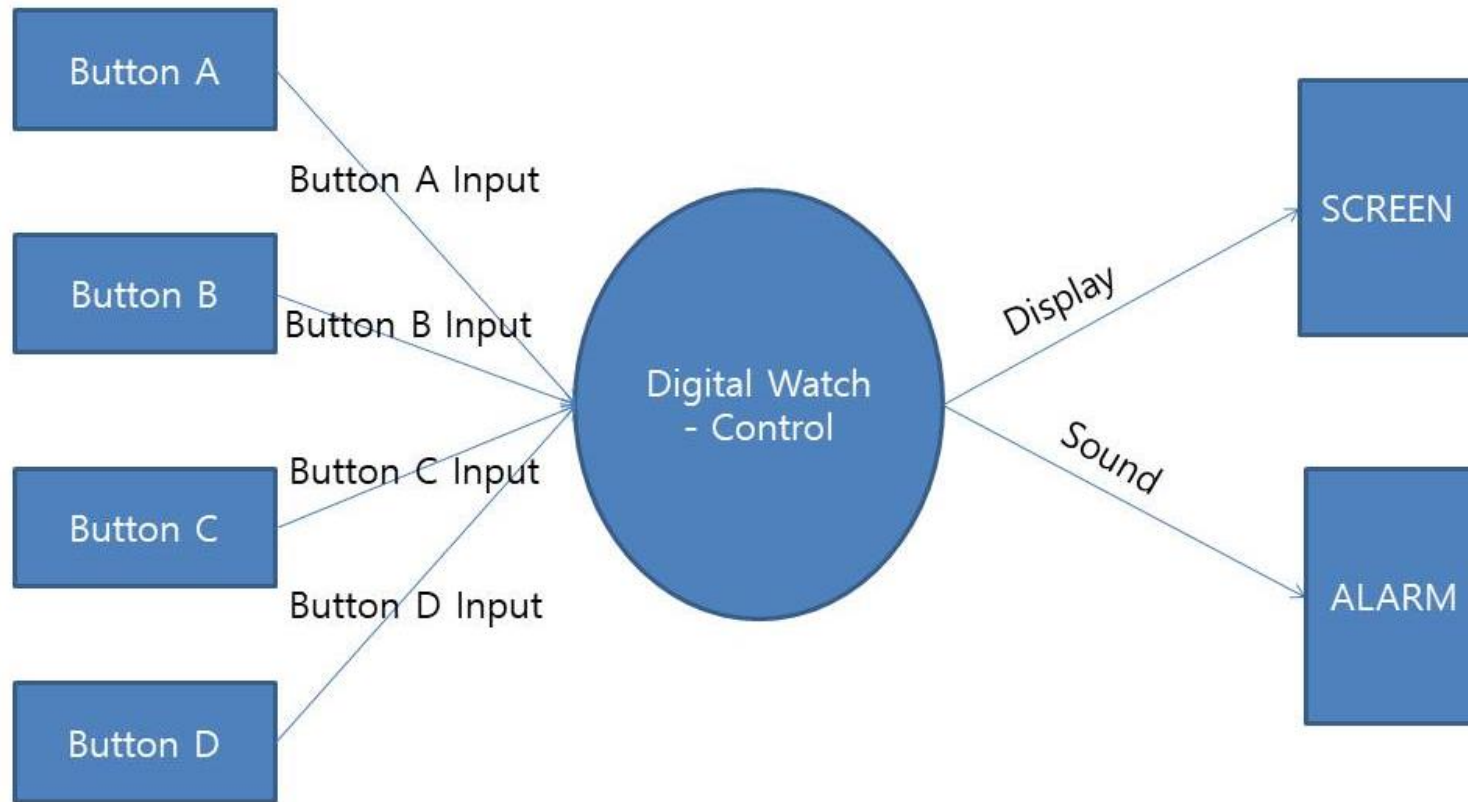 Button A
Button A Input
Button B
Button B Input
Button C
Button C Input
Button D Input
Button D
Digital Watch
- Control
Display
Sound
SCREEN
ALARM